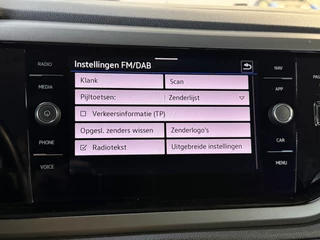 Instellingen FM/DAB
Klank
Scan
Pijltoetsen: Zenderlijst
Verkeersinformatie (TP)
Opgesl. zenders wissen
Zenderlogo's
Radiotekst
Uitgebreide instellingen
RADIO
MEDIA
PHONE
VOICE
NAV
APP
CAR
MENU